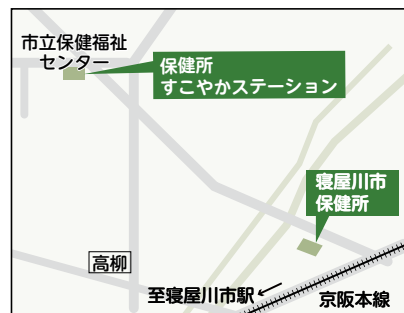 市立保健福祉
センター
保健所
すこやかステーション
寝屋川市
保健所
高柳
至寝屋川市駅
京阪本線